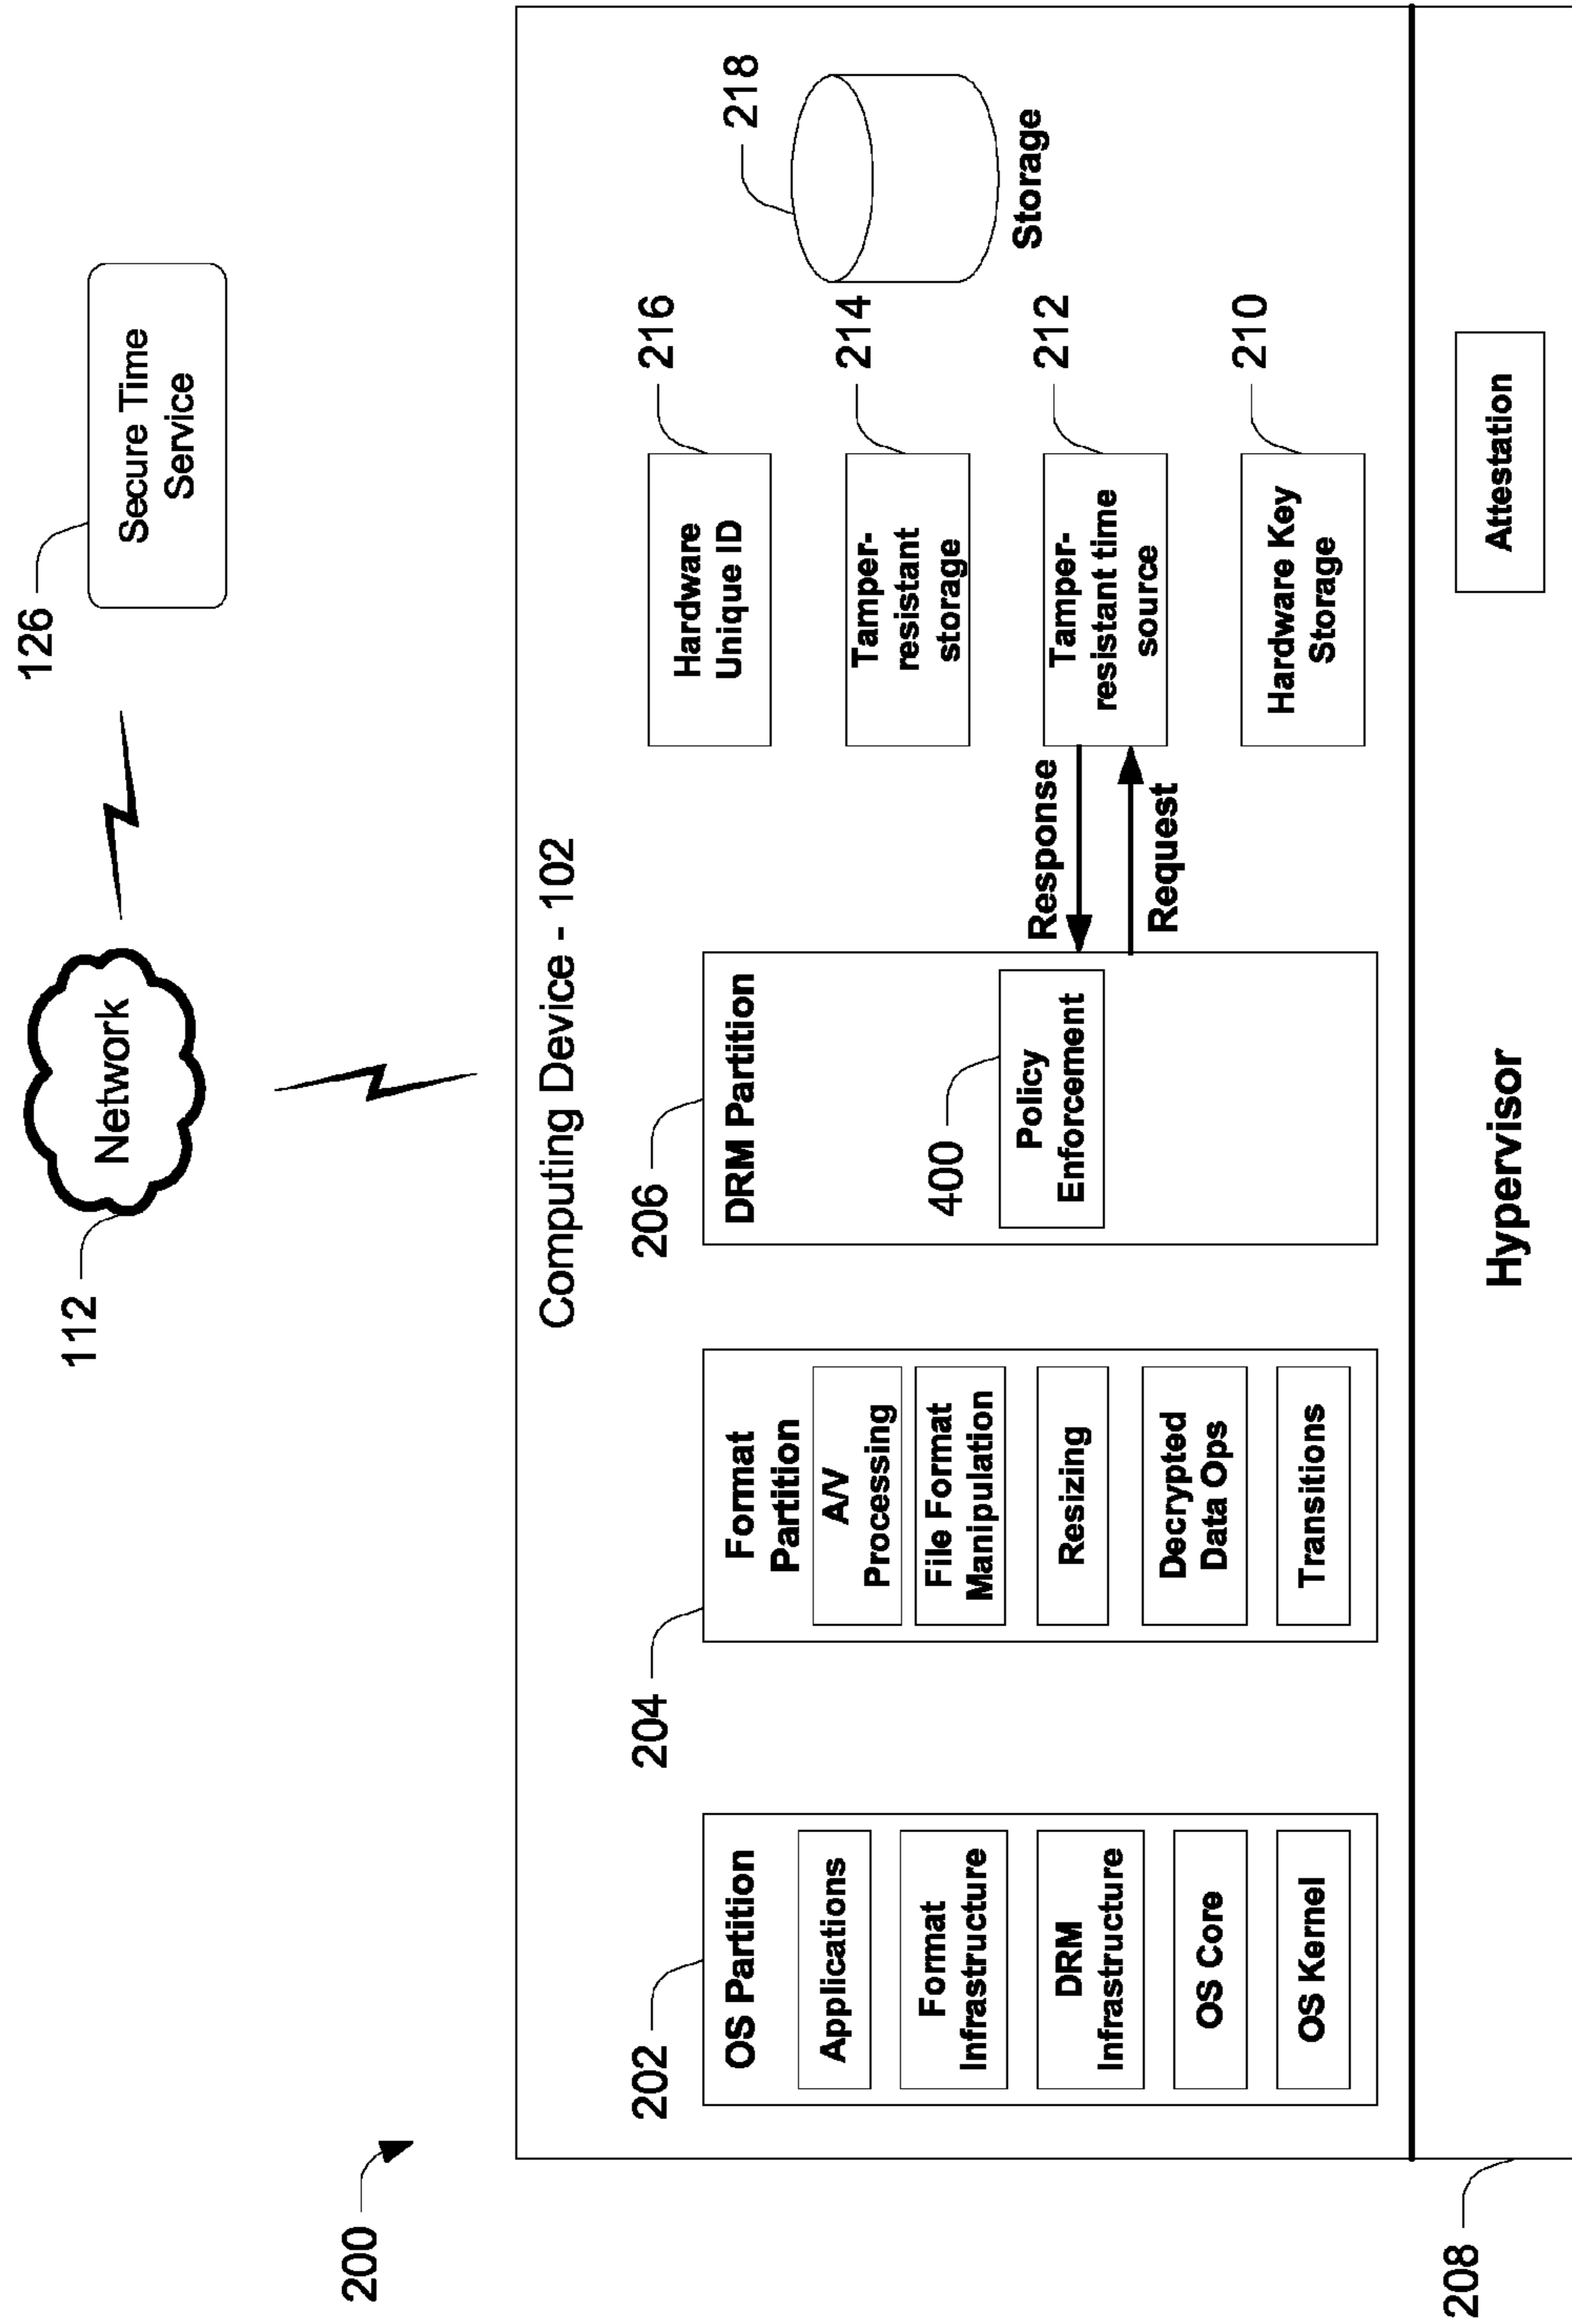 200
112
Network
126
Secure Time
Service
Computing Device - 102
202
OS Partition
Applications
Format
Infrastructure
DRM
Infrastructure
OS Core
OS Kernel
204
Format
Partition
A/V
Processing
File Format
Manipulation
Resizing
Decrypted
Data Ops
Transitions
206
DRM Partition
400
Policy
Enforcement
Response
Request
216
Hardware
Unique ID
214
Tamper-
resistant
storage
212
Tamper-
resistant time
source
210
Hardware Key
Storage
218
Storage
208
Hypervisor
Attestation